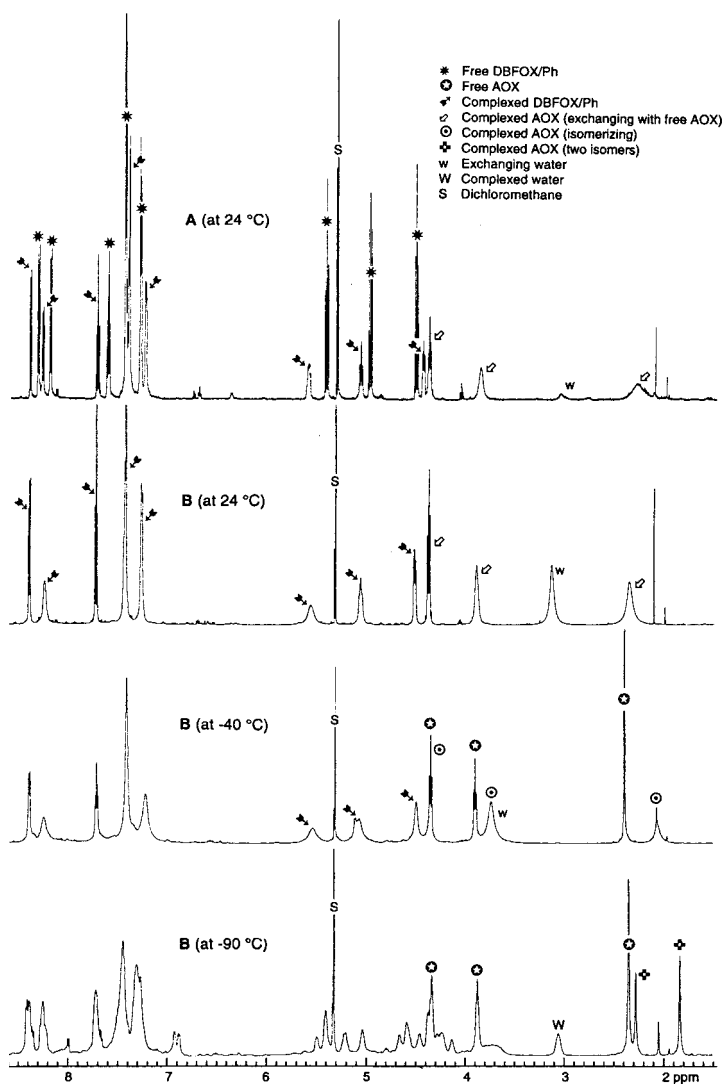 Free DBFOX/Ph
Free AOX
Complexed DBFOX/Ph
Complexed AOX (exchanging with free AOX)
Complexed AOX (isomerizing)
Complexed AOX (two isomers)
w Exchanging water
W Complexed water
S Dichloromethane
S
A (at 24 °C)
w
S
B (at 24 °C)
w
B (at -40 °C)
S
w
S
B (at -90 °C)
W
8 7 6 5 4 3 2 ppm